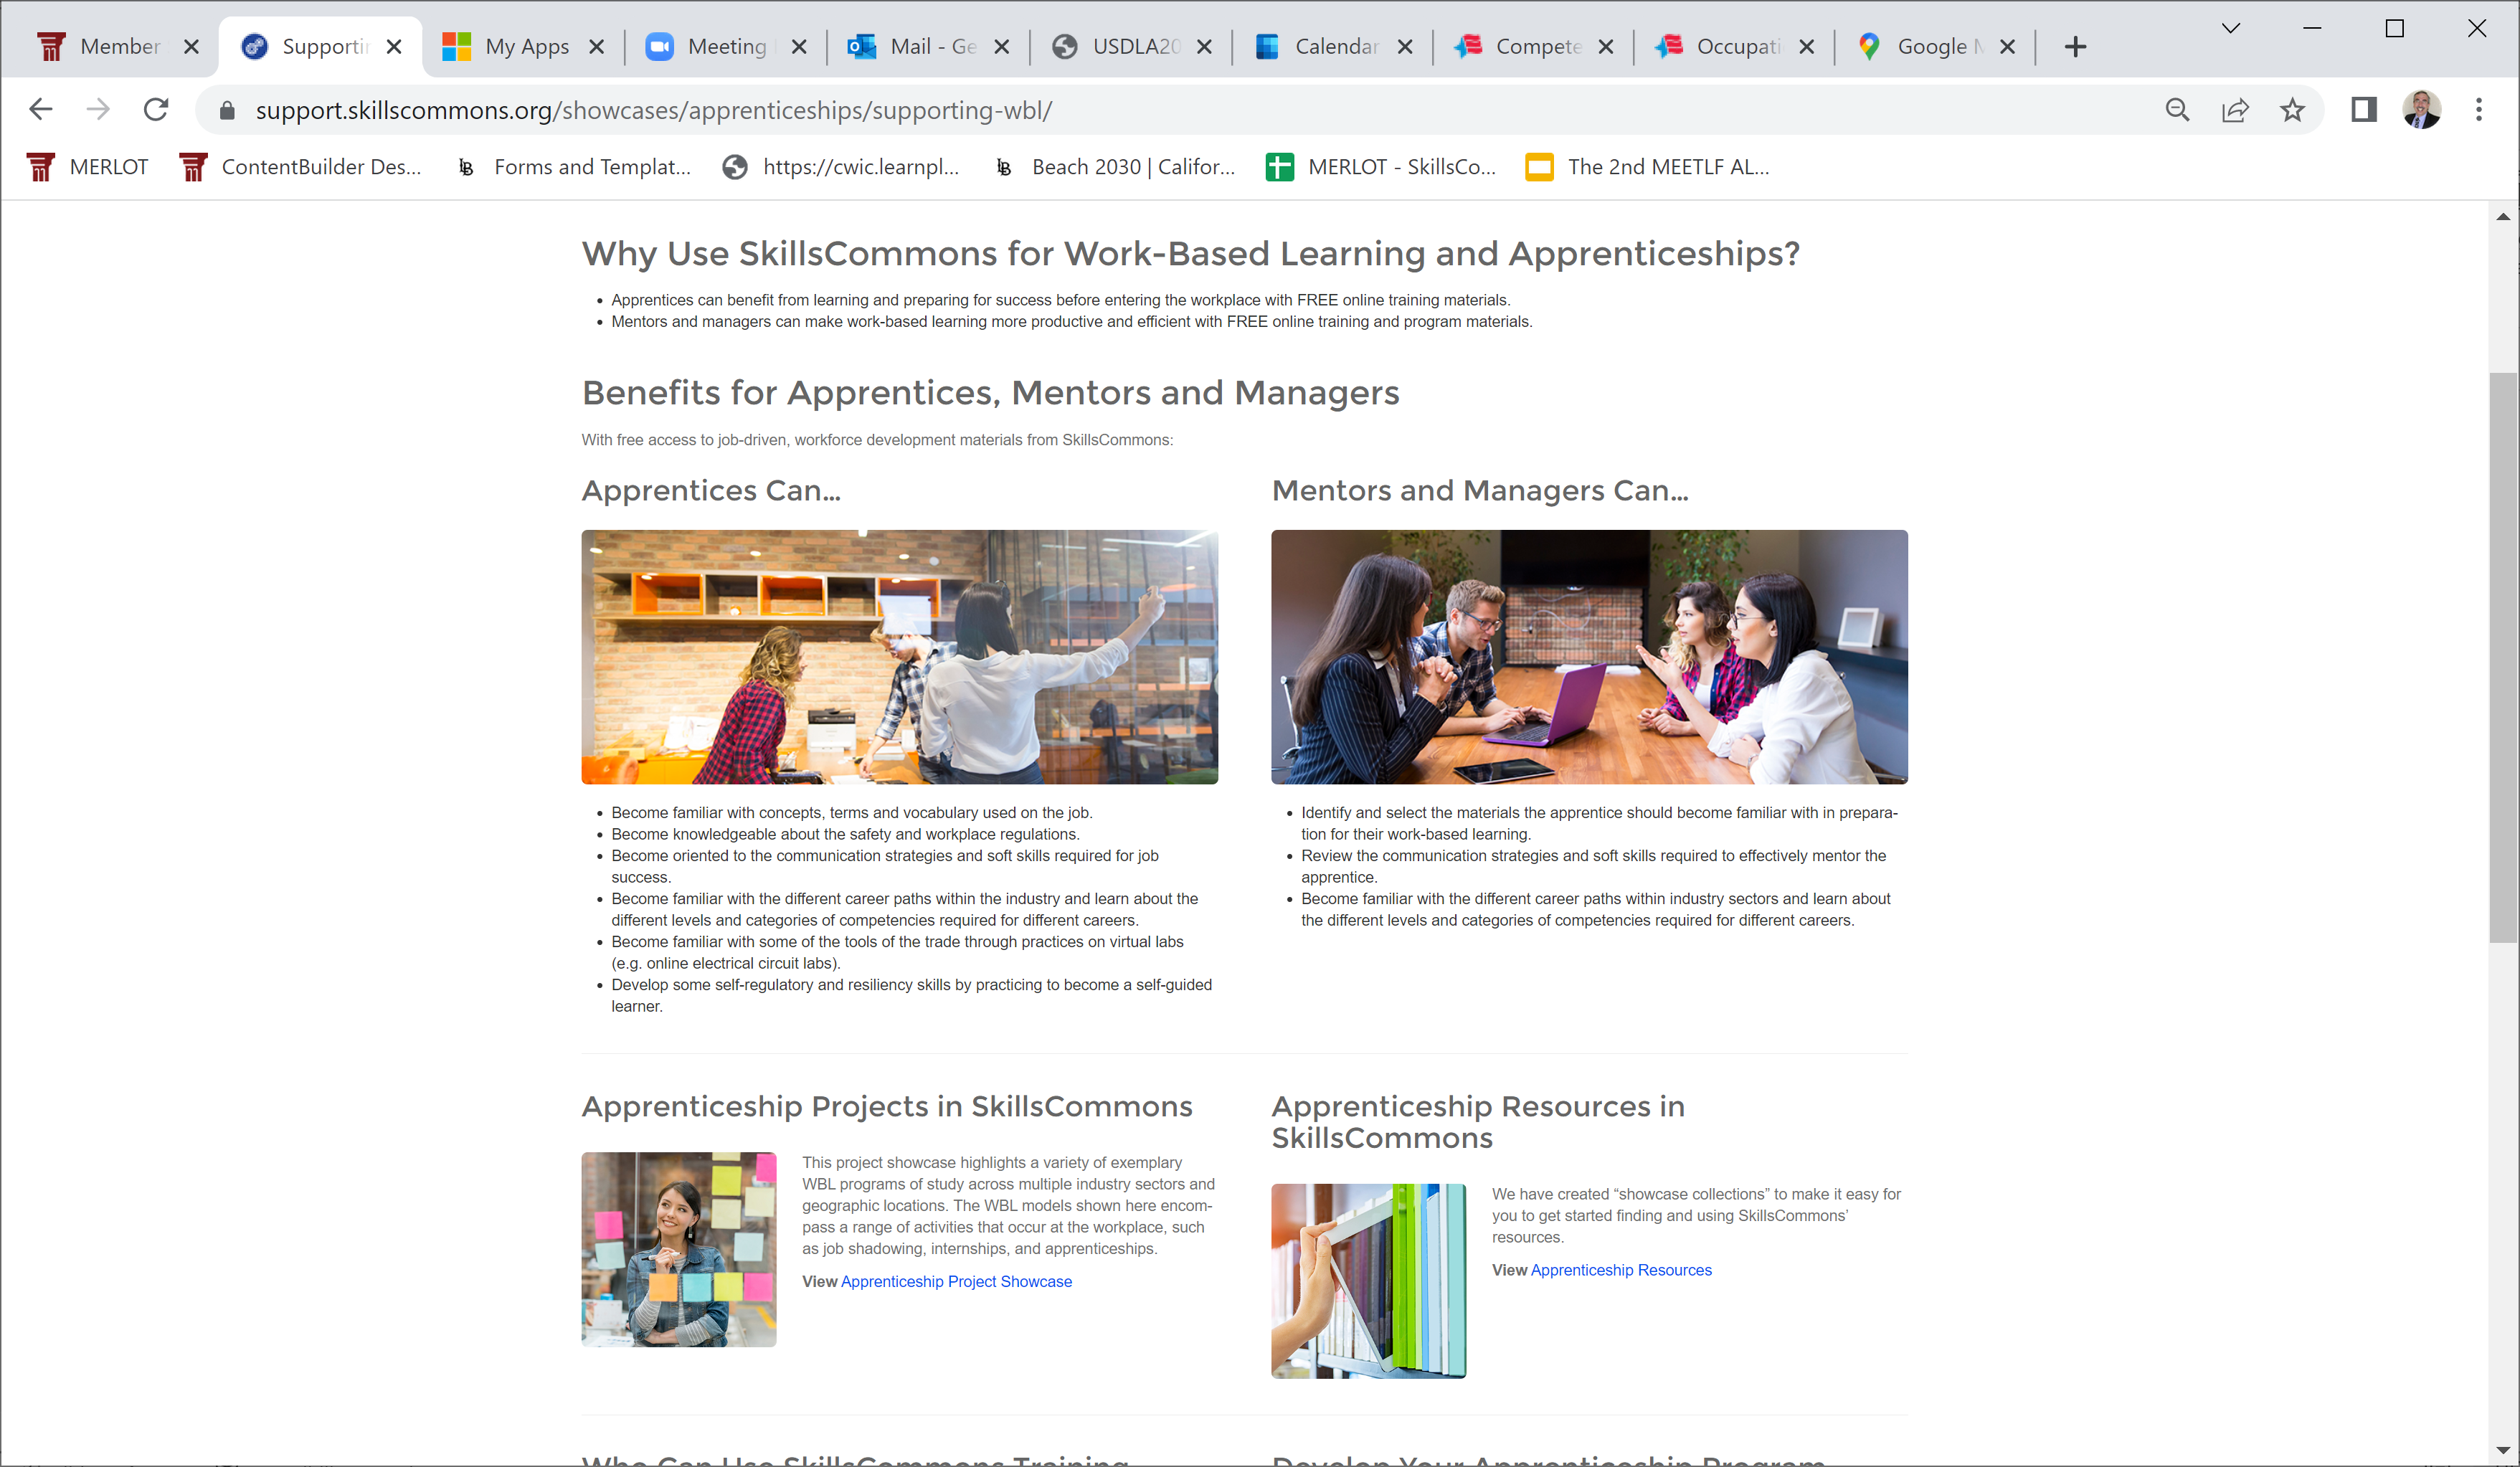 Member
Supporti
My Apps
Meeting
Mail - Ge
USDLA20
Calendar
Compete
Occupati
Google M
support.skillscommons.org/showcases/apprenticeships/supporting-wbl/
MERLOT
ContentBuilder Des...
Forms and Templat...
https://cwic.learnpl...
Beach 2030 | Califor...
MERLOT - SkillsCo...
The 2nd MEETLF AL...
Why Use SkillsCommons for Work-Based Learning and Apprenticeships?
• Apprentices can benefit from learning and preparing for success before entering the workplace with FREE online training materials.
• Mentors and managers can make work-based learning more productive and efficient with FREE online training and program materials.
Benefits for Apprentices, Mentors and Managers
With free access to job-driven, workforce development materials from SkillsCommons:
Apprentices Can...
• Become familiar with concepts, terms and vocabulary used on the job.
• Become knowledgeable about the safety and workplace regulations.
• Become oriented to the communication strategies and soft skills required for job
success.
• Become familiar with the different career paths within the industry and learn about the
different levels and categories of competencies required for different careers.
• Become familiar with some of the tools of the trade through practices on virtual labs
(e.g. online electrical circuit labs).
• Develop some self-regulatory and resiliency skills by practicing to become a self-guided
learner.
Mentors and Managers Can...
• Identify and select the materials the apprentice should become familiar with in prepara-
tion for their work-based learning.
• Review the communication strategies and soft skills required to effectively mentor the
apprentice.
• Become familiar with the different career paths within industry sectors and learn about
the different levels and categories of competencies required for different careers.
Apprenticeship Projects in SkillsCommons
This project showcase highlights a variety of exemplary
WBL programs of study across multiple industry sectors and
geographic locations. The WBL models shown here encom-
pass a range of activities that occur at the workplace, such
as job shadowing, internships, and apprenticeships.
View Apprenticeship Project Showcase
Apprenticeship Resources in
SkillsCommons
We have created “showcase collections” to make it easy for
you to get started finding and using SkillsCommons’
resources.
View Apprenticeship Resources
Who Can Use SkillsCommons Training
Develop Your Apprenticeship Program